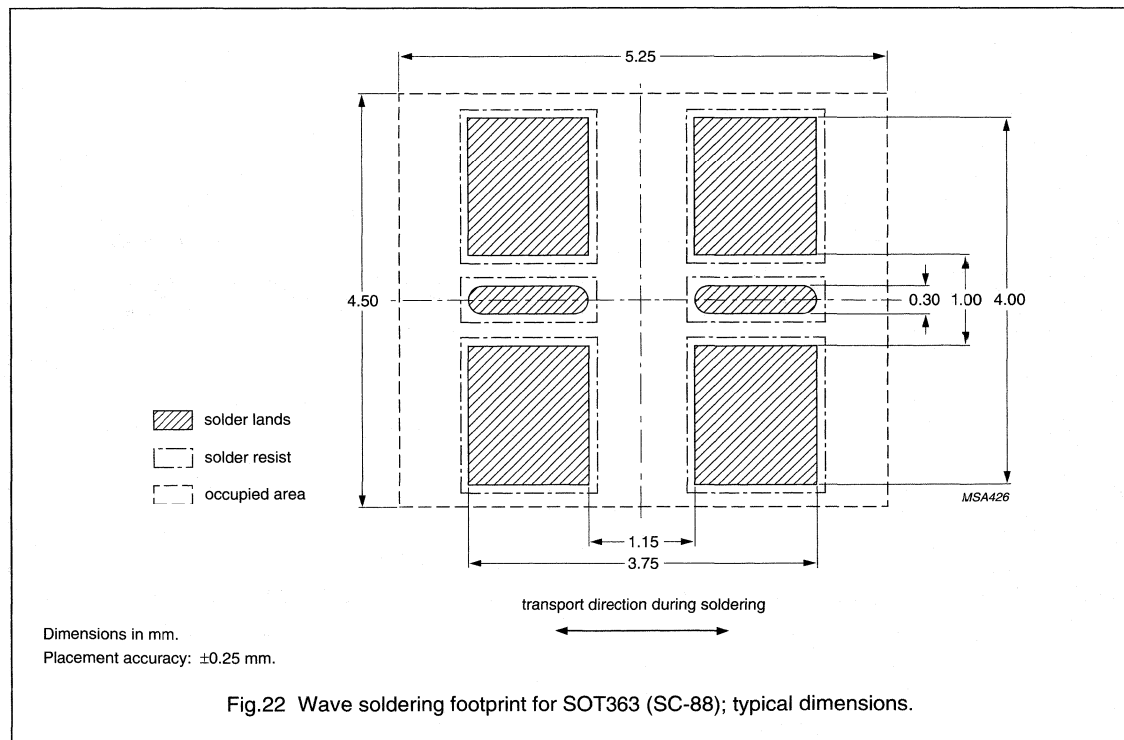 5.25
4.50
0.30 1.00 4.00
solder lands
solder resist
occupied area
MSA426
1.15
3.75
transport direction during soldering
Dimensions in mm.
Placement accuracy: ±0.25 mm.
Fig.22 Wave soldering footprint for SOT363 (SC-88); typical dimensions.